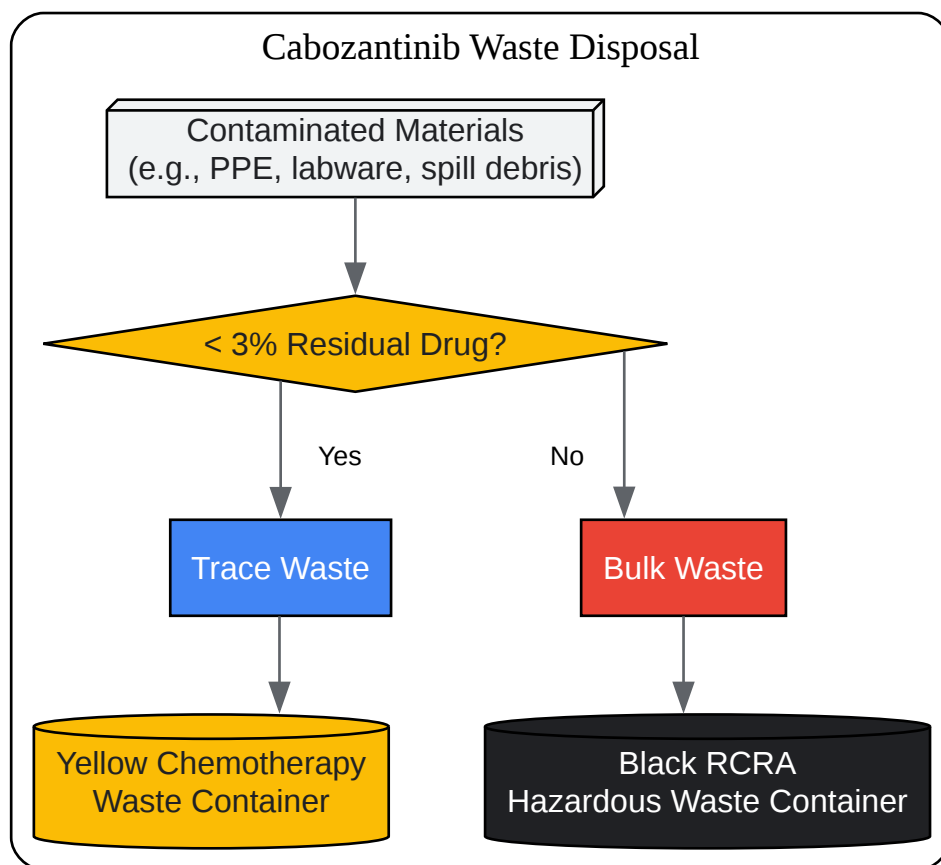 Cabozantinib Waste Disposal
Contaminated Materials
(e.g., PPE, labware, spill debris)
< 3% Residual Drug?
Yes
No
Trace Waste
Bulk Waste
Yellow Chemotherapy
Waste Container
Black RCRA
Hazardous Waste Container